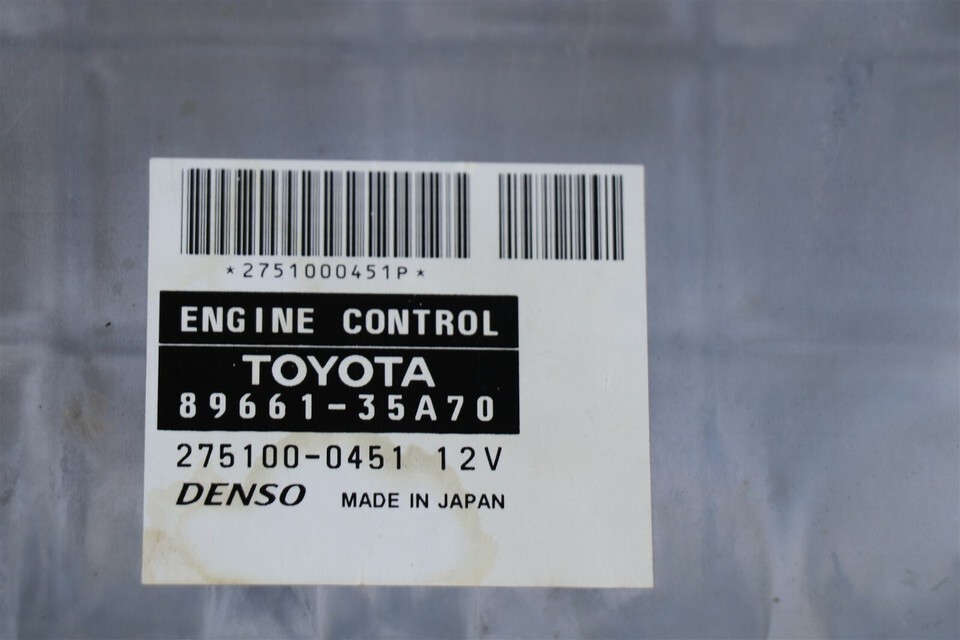 *2751000451P*
ENGINE CONTROL
TOYOTA
89661-35A70
275100-0451 12V
DENSO MADE IN JAPAN